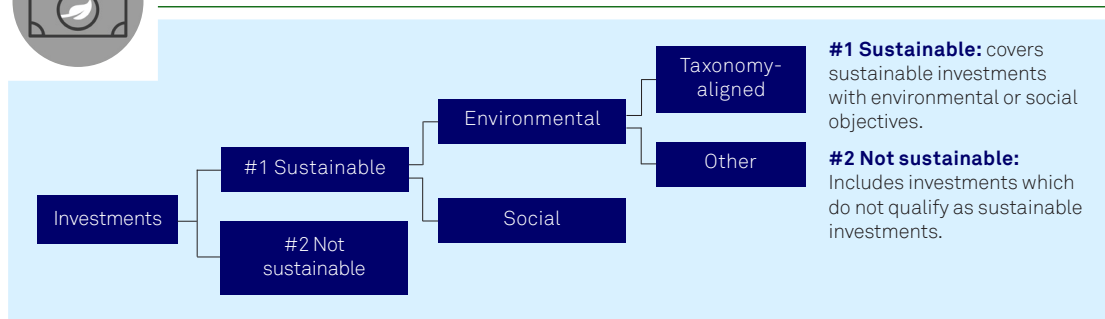 Investments
#1 Sustainable
#2 Not
sustainable
Environmental
Social
Taxonomy-
aligned
Other
#1 Sustainable: covers
sustainable investments
with environmental or social
objectives.
#2 Not sustainable:
Includes investments which
do not qualify as sustainable
investments.